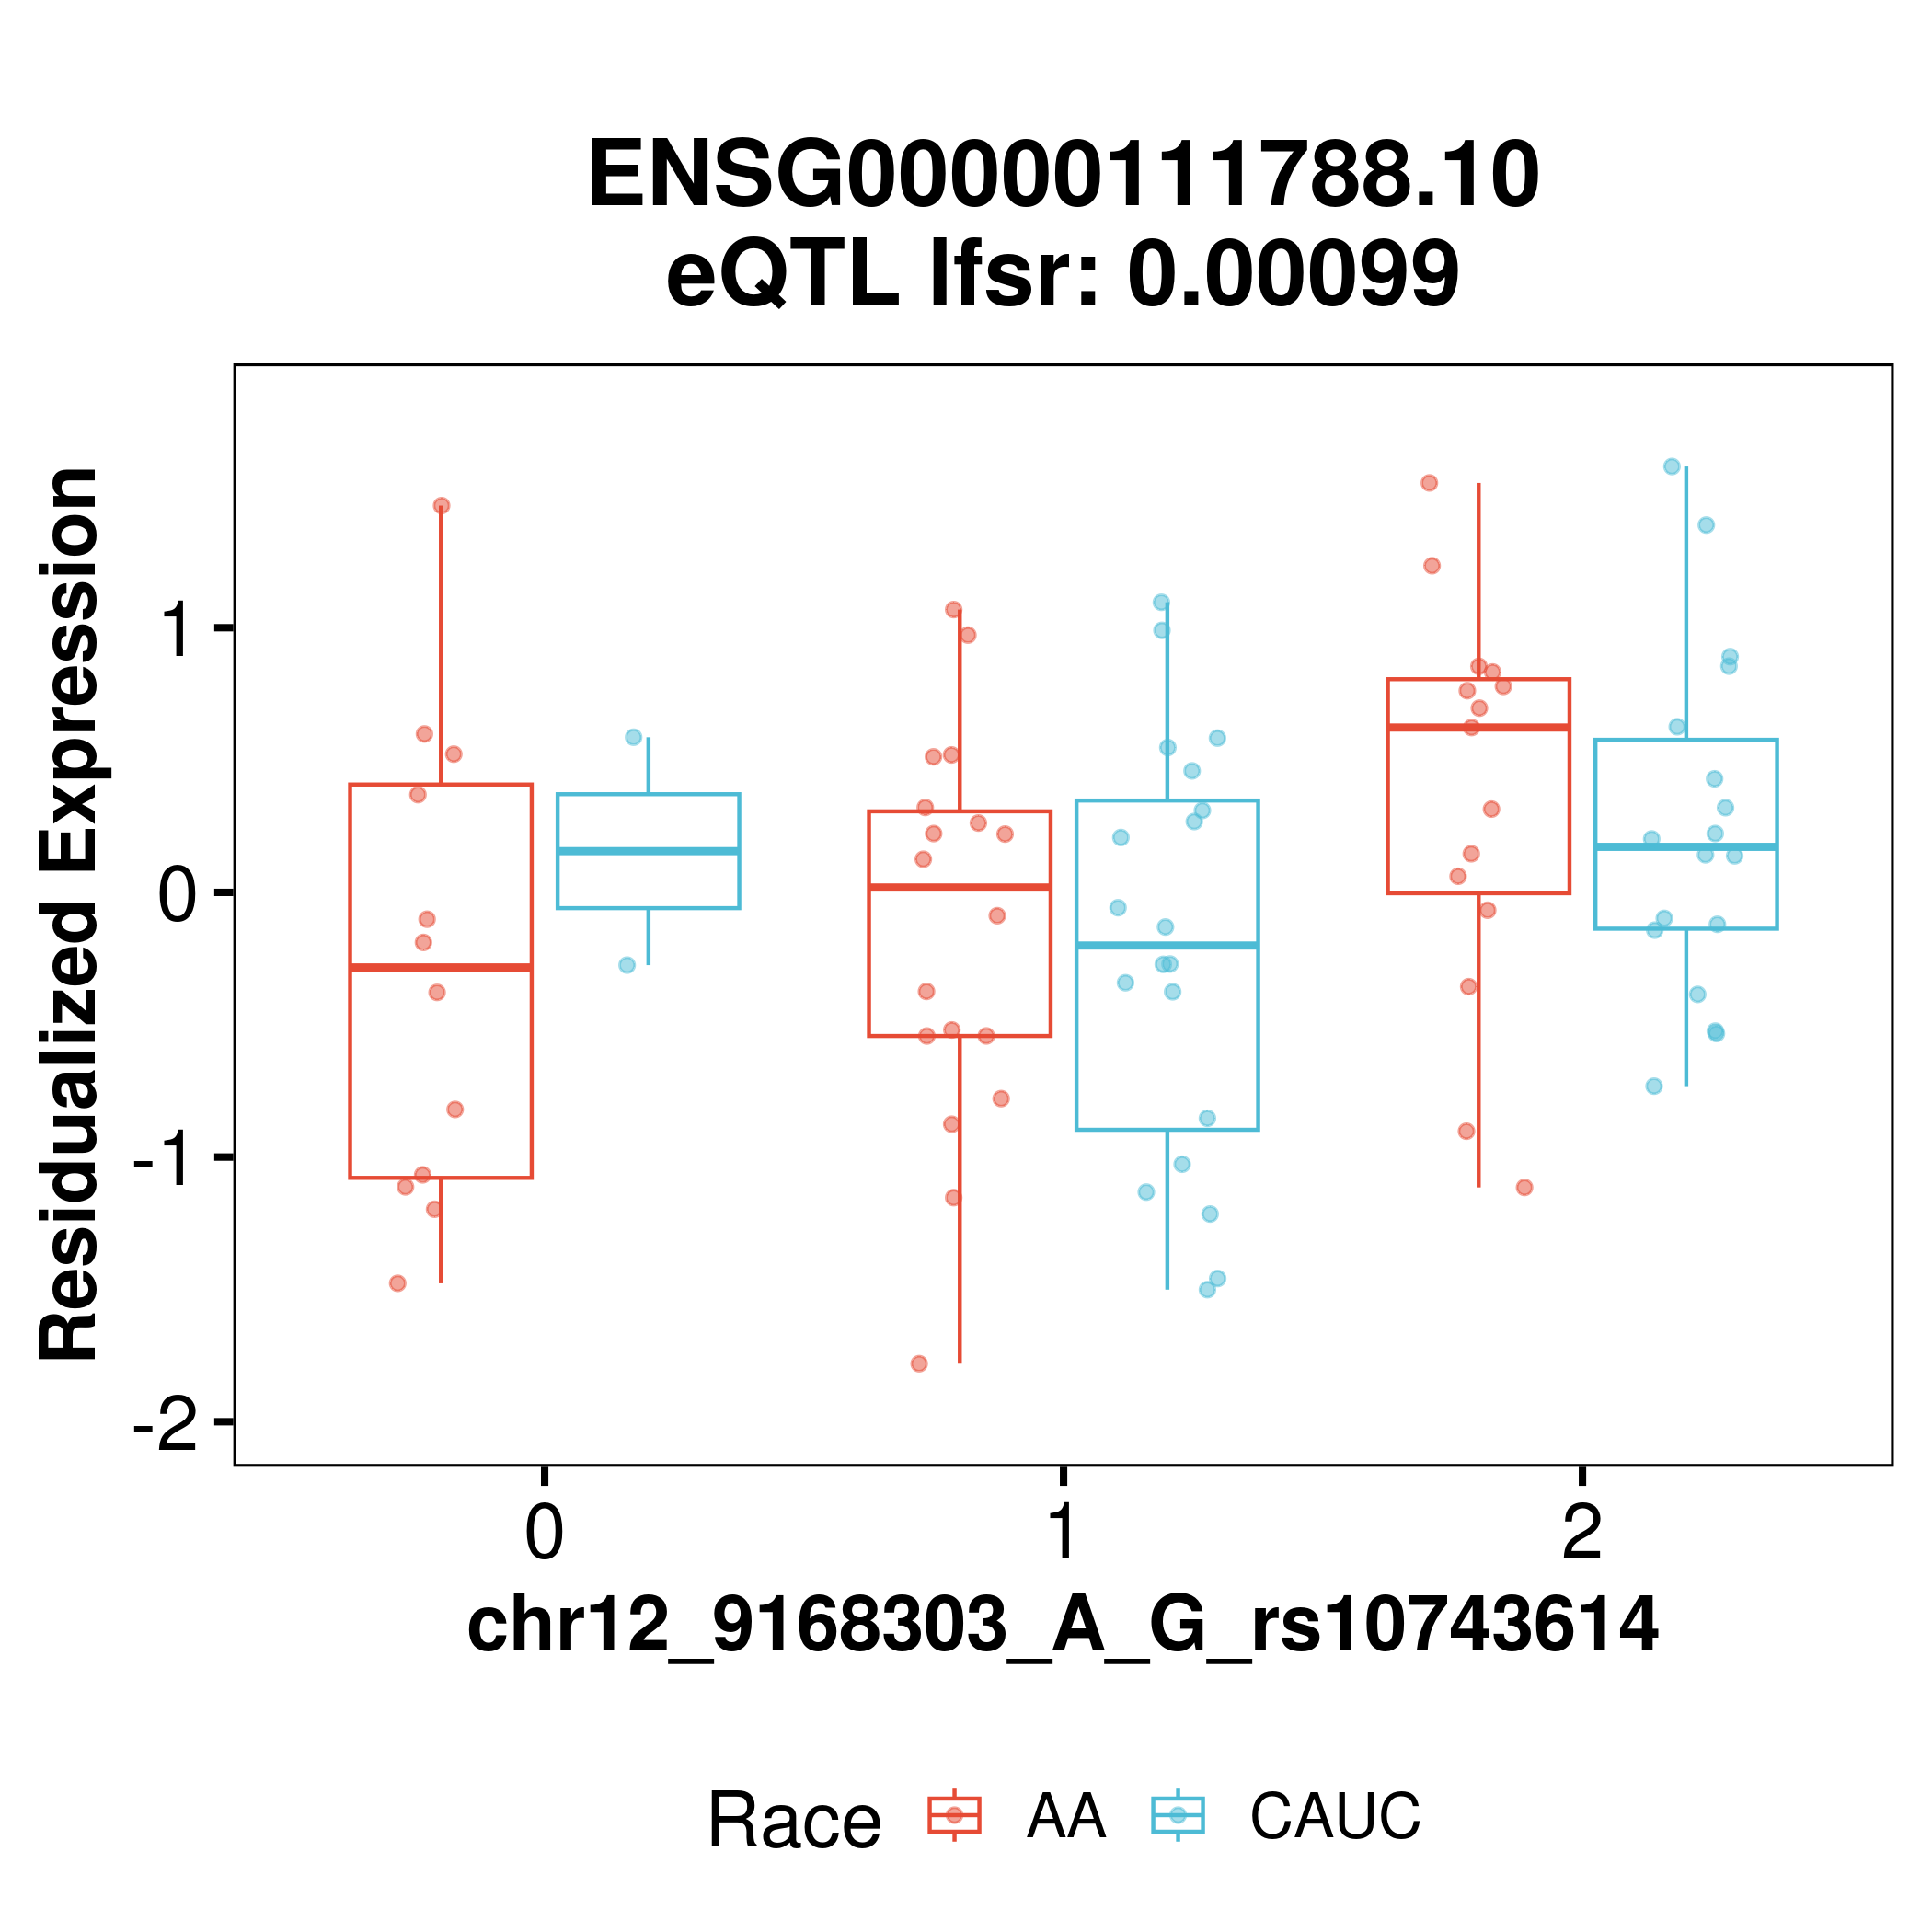 ENSG00000111788.10
eQTL lfsr: 0.00099
Residualized Expression
1
0
-1
-2
0 1 2
chr12_9168303_A_G_rs10743614
Race AA CAUC